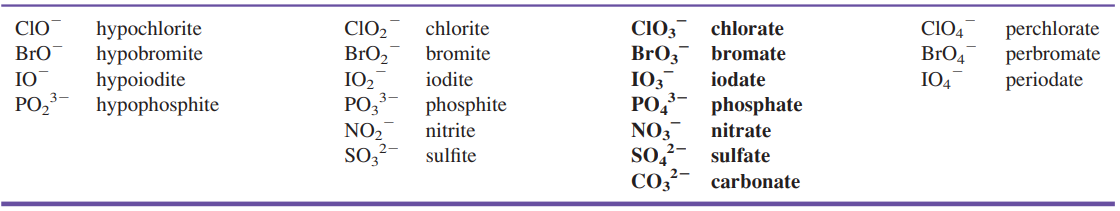 ClO⁻ hypochlorite ClO₂⁻ chlorite ClO₃⁻ chlorate ClO₄⁻ perchlorate
BrO⁻ hypobromite BrO₂⁻ bromite BrO₃⁻ bromate BrO₄⁻ perbromate
IO⁻ hypoiodite IO₂⁻ iodite IO₃⁻ iodate IO₄⁻ periodate
PO₂³⁻ hypophosphite PO₃³⁻ phosphite PO₄³⁻ phosphate
NO₂⁻ nitrite NO₃⁻ nitrate
SO₃²⁻ sulfite SO₄²⁻ sulfate
CO₃²⁻ carbonate